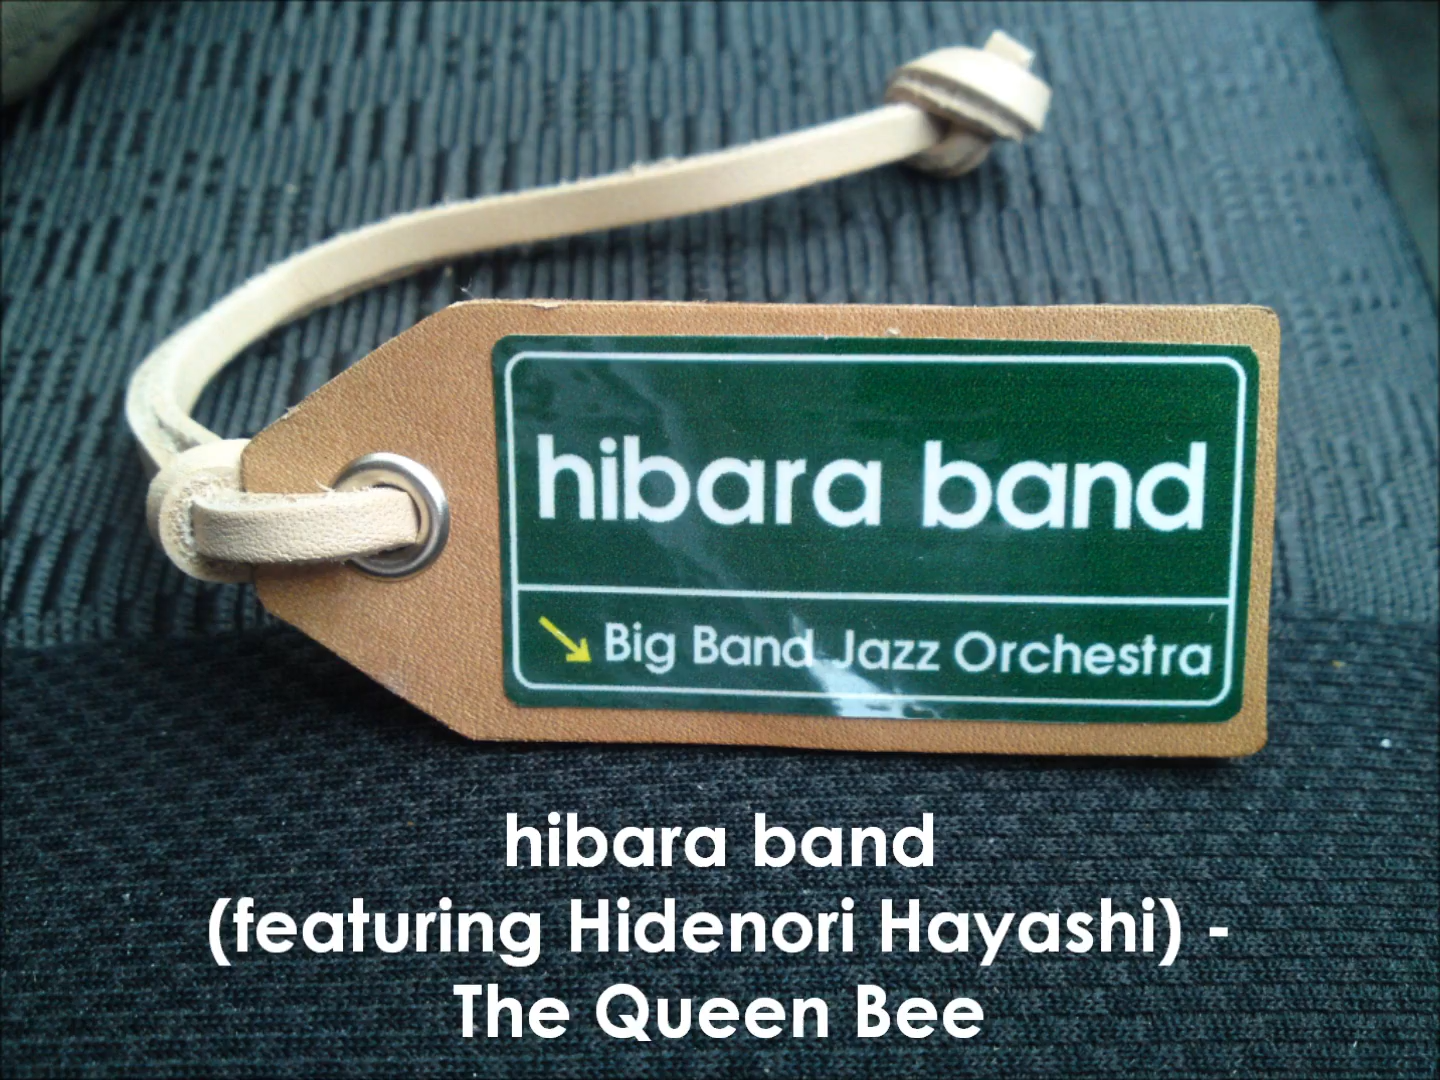 hibara band
Big Band Jazz Orchestra
hibara band
(featuring Hidenori Hayashi) -
The Queen Bee